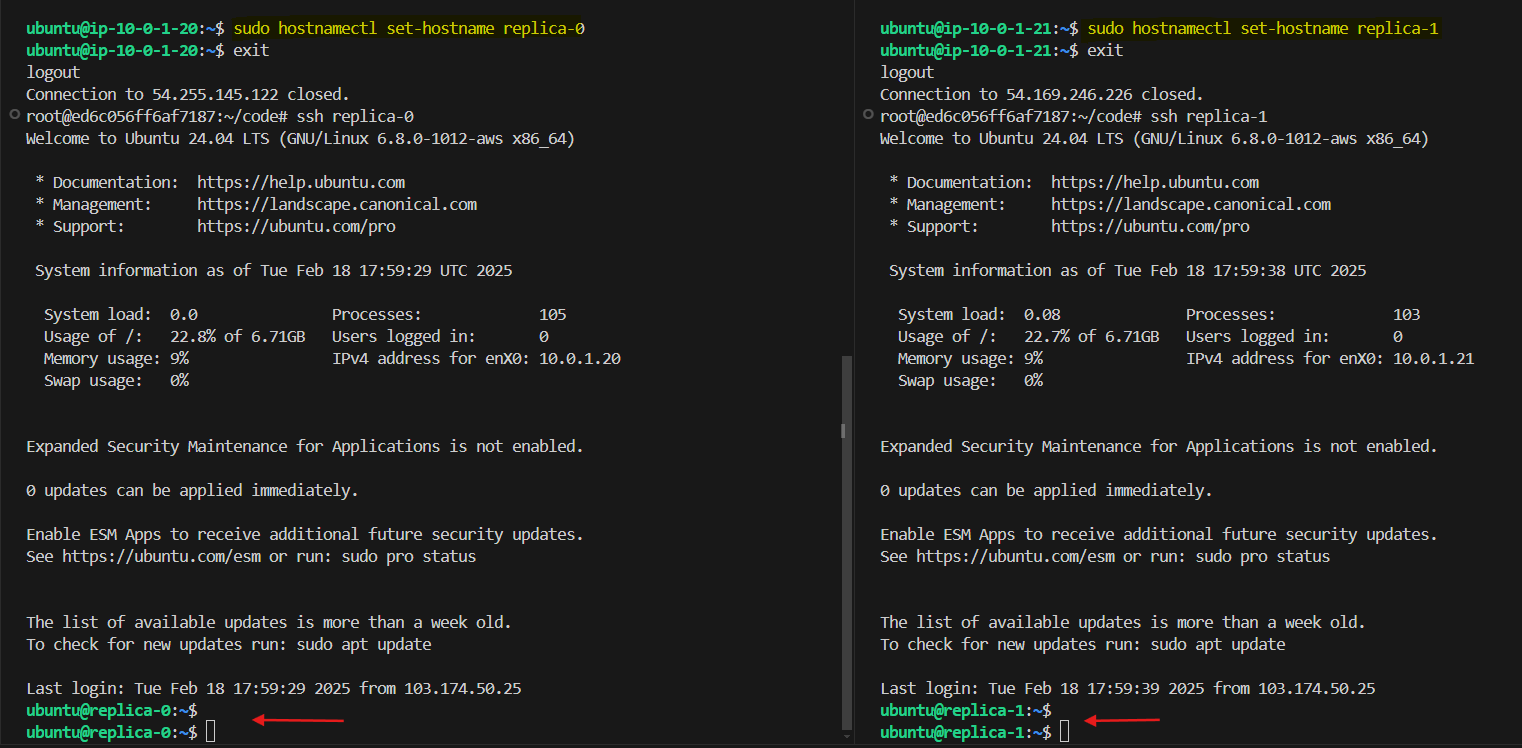 ubuntu@ip-10-0-1-20:~$ sudo hostnamectl set-hostname replica-0
ubuntu@ip-10-0-1-20:~$ exit
logout
Connection to 54.255.145.122 closed.
root@ed6c056ff6af7187:~/code# ssh replica-0
Welcome to Ubuntu 24.04 LTS (GNU/Linux 6.8.0-1012-aws x86_64)
* Documentation:  https://help.ubuntu.com
* Management:     https://landscape.canonical.com
* Support:        https://ubuntu.com/pro
System information as of Tue Feb 18 17:59:29 UTC 2025
System load:  0.0                Processes:             105
Usage of /:   22.8% of 6.71GB   Users logged in:       0
Memory usage: 9%                IPv4 address for enX0: 10.0.1.20
Swap usage:   0%
Expanded Security Maintenance for Applications is not enabled.
0 updates can be applied immediately.
Enable ESM Apps to receive additional future security updates.
See https://ubuntu.com/esm or run: sudo pro status
The list of available updates is more than a week old.
To check for new updates run: sudo apt update
Last login: Tue Feb 18 17:59:29 2025 from 103.174.50.25
ubuntu@replica-0:~$
ubuntu@replica-0:~$
ubuntu@ip-10-0-1-21:~$ sudo hostnamectl set-hostname replica-1
ubuntu@ip-10-0-1-21:~$ exit
logout
Connection to 54.169.246.226 closed.
root@ed6c056ff6af7187:~/code# ssh replica-1
Welcome to Ubuntu 24.04 LTS (GNU/Linux 6.8.0-1012-aws x86_64)
* Documentation:  https://help.ubuntu.com
* Management:     https://landscape.canonical.com
* Support:        https://ubuntu.com/pro
System information as of Tue Feb 18 17:59:38 UTC 2025
System load:  0.08               Processes:             103
Usage of /:   22.7% of 6.71GB   Users logged in:       0
Memory usage: 9%                IPv4 address for enX0: 10.0.1.21
Swap usage:   0%
Expanded Security Maintenance for Applications is not enabled.
0 updates can be applied immediately.
Enable ESM Apps to receive additional future security updates.
See https://ubuntu.com/esm or run: sudo pro status
The list of available updates is more than a week old.
To check for new updates run: sudo apt update
Last login: Tue Feb 18 17:59:39 2025 from 103.174.50.25
ubuntu@replica-1:~$
ubuntu@replica-1:~$